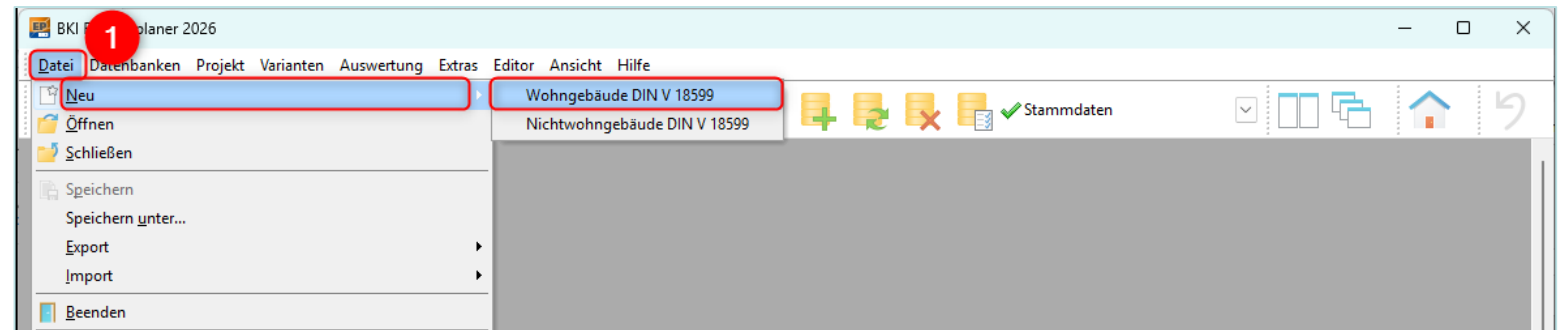 EP BKI planer 2026
1
Datei Datenbanken Projekt Varianten Auswertung Extras Editor Ansicht Hilfe
Neu
Wohngebäude DIN V 18599
Stammdaten
Öffnen
Nichtwohngebäude DIN V 18599
Schließen
Speichern
Speichern unter...
Export
Import
Beenden